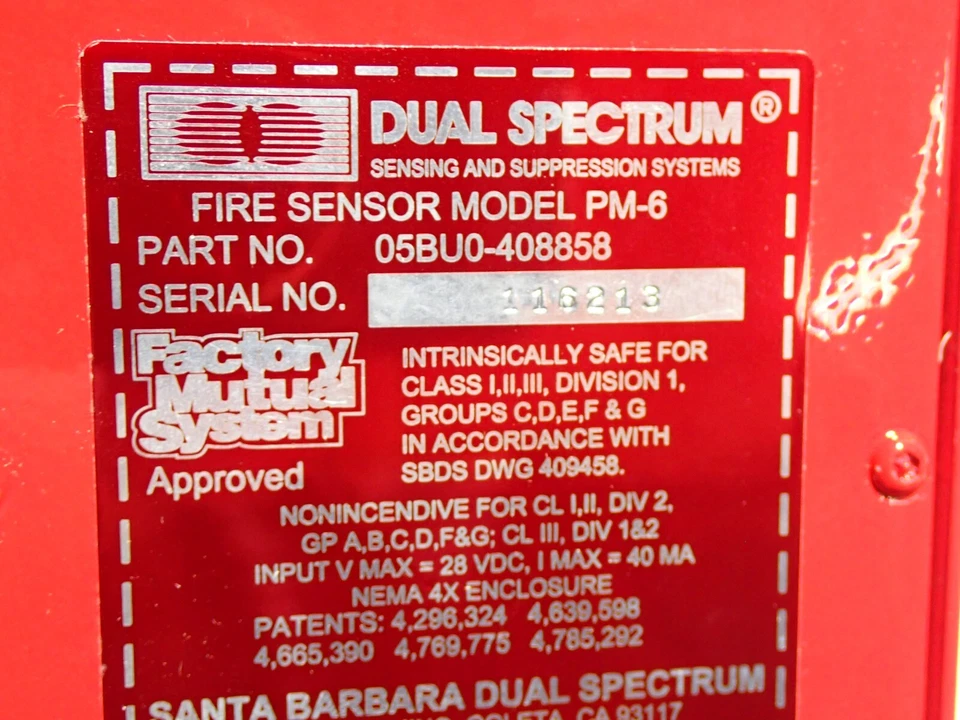 DUAL SPECTRUM®
SENSING AND SUPPRESSION SYSTEMS
FIRE SENSOR MODEL PM-6
PART NO. 05BU0-408858
SERIAL NO. 116213
Factory
Mutual
System
Approved
INTRINSICALLY SAFE FOR
CLASS I,II,III, DIVISION 1,
GROUPS C,D,E,F & G
IN ACCORDANCE WITH
SBDS DWG 409458.
NONINCENDIVE FOR CL I,II, DIV 2,
GP A,B,C,D,F&G; CL III, DIV 1&2
INPUT V MAX = 28 VDC, I MAX = 40 MA
NEMA 4X ENCLOSURE
PATENTS: 4,296,324 4,639,598
4,665,390 4,769,775 4,785,292
SANTA BARBARA DUAL SPECTRUM
GOLETA, CA 93117